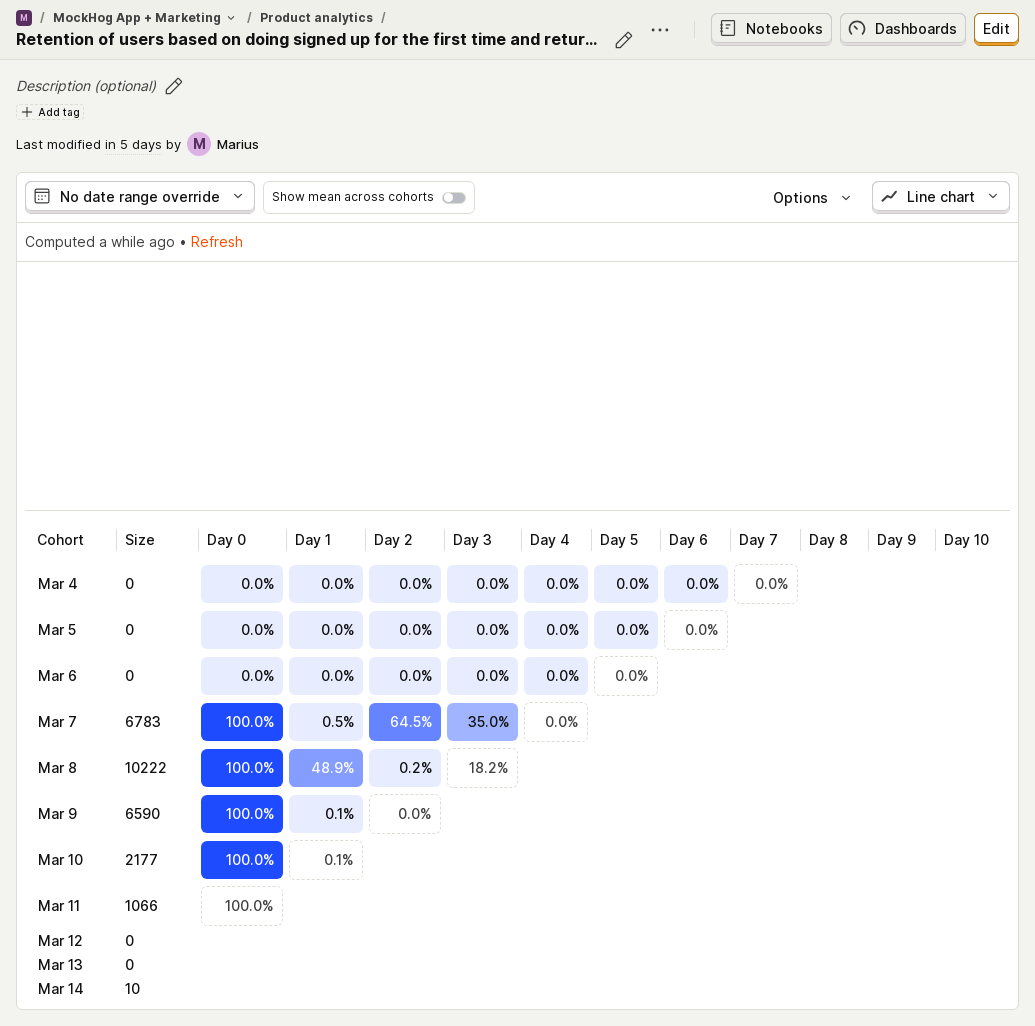 M / MockHog App + Marketing / Product analytics /
Retention of users based on doing signed up for the first time and retur...
Notebooks
Dashboards
Edit
Description (optional)
+ Add tag
Last modified in 5 days by M Marius
No date range override
Show mean across cohorts
Options
Line chart
Computed a while ago • Refresh
Cohort Size Day 0 Day 1 Day 2 Day 3 Day 4 Day 5 Day 6 Day 7 Day 8 Day 9 Day 10
Mar 4 0 0.0% 0.0% 0.0% 0.0% 0.0% 0.0% 0.0% 0.0%
Mar 5 0 0.0% 0.0% 0.0% 0.0% 0.0% 0.0% 0.0%
Mar 6 0 0.0% 0.0% 0.0% 0.0% 0.0% 0.0%
Mar 7 6783 100.0% 0.5% 64.5% 35.0% 0.0%
Mar 8 10222 100.0% 48.9% 0.2% 18.2%
Mar 9 6590 100.0% 0.1% 0.0%
Mar 10 2177 100.0% 0.1%
Mar 11 1066 100.0%
Mar 12 0
Mar 13 0
Mar 14 10